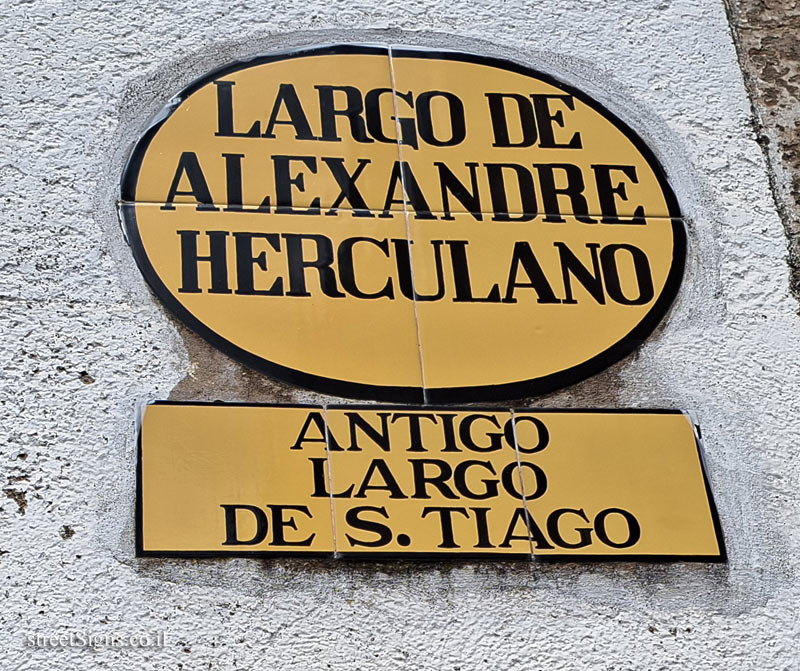 LARGO DE
ALEXANDRE
HERCULANO
ANTIGO
LARGO
DE S. TIAGO
streetSigns.co.il